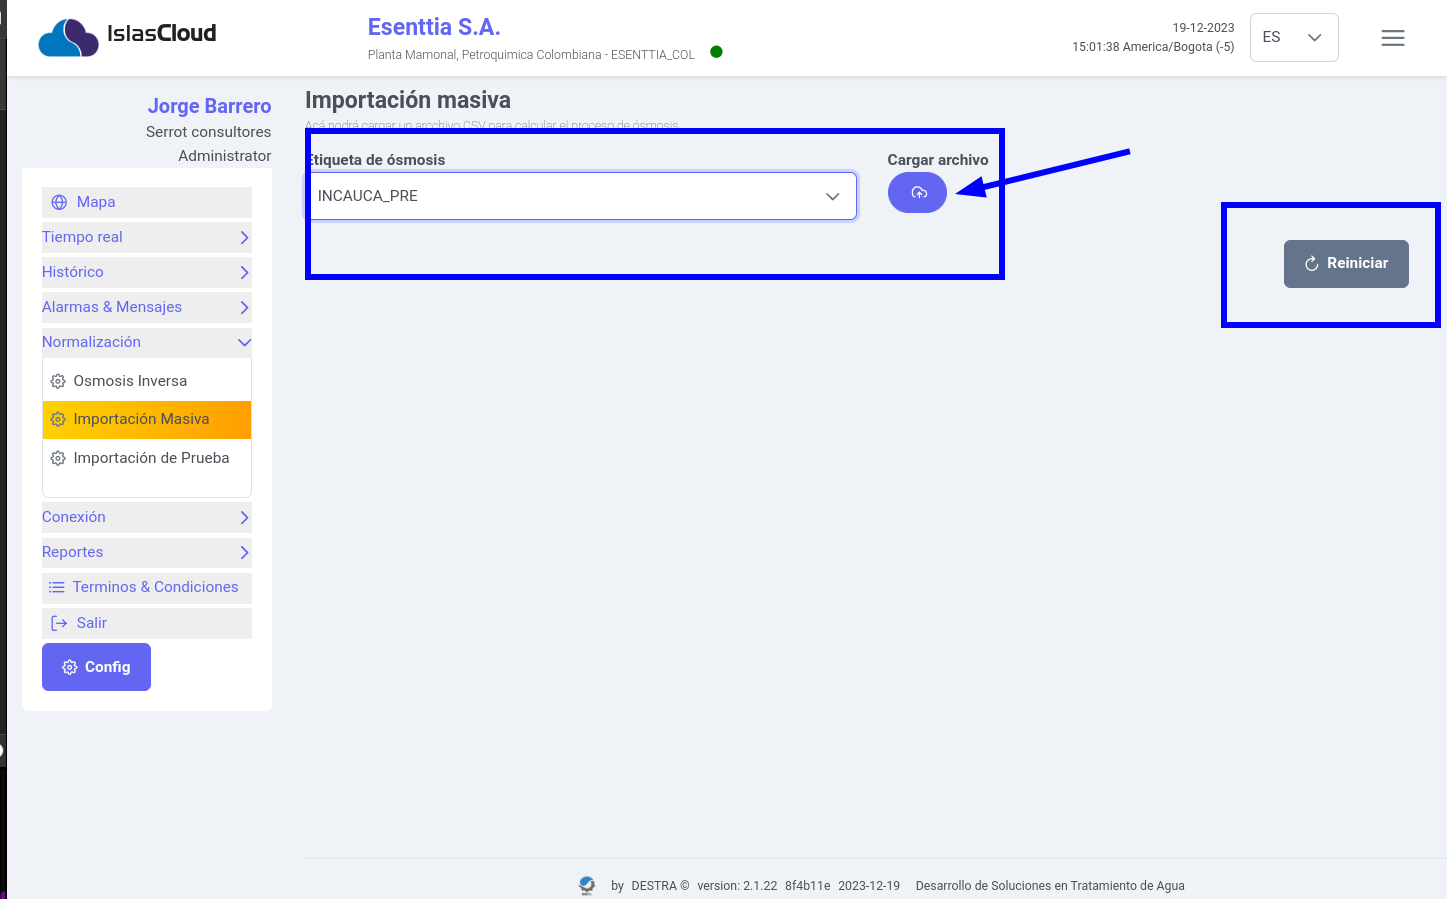 IslasCloud
Esenttia S.A.
Planta Mamonal, Petroquimica Colombiana - ESENTTIA_COL
19-12-2023
15:01:38 America/Bogota (-5)
ES
Jorge Barrero
Serrot consultores
Administrator
Mapa
Tiempo real
Histórico
Alarmas & Mensajes
Normalización
Osmosis Inversa
Importación Masiva
Importación de Prueba
Conexión
Reportes
Terminos & Condiciones
Salir
Config
Importación masiva
Acá podrá cargar un arcchivo CSV para calcular el proceso de ósmosis
Etiqueta de ósmosis
INCAUCA_PRE
Cargar archivo
Reiniciar
by DESTRA © version: 2.1.22 8f4b11e 2023-12-19 Desarrollo de Soluciones en Tratamiento de Agua